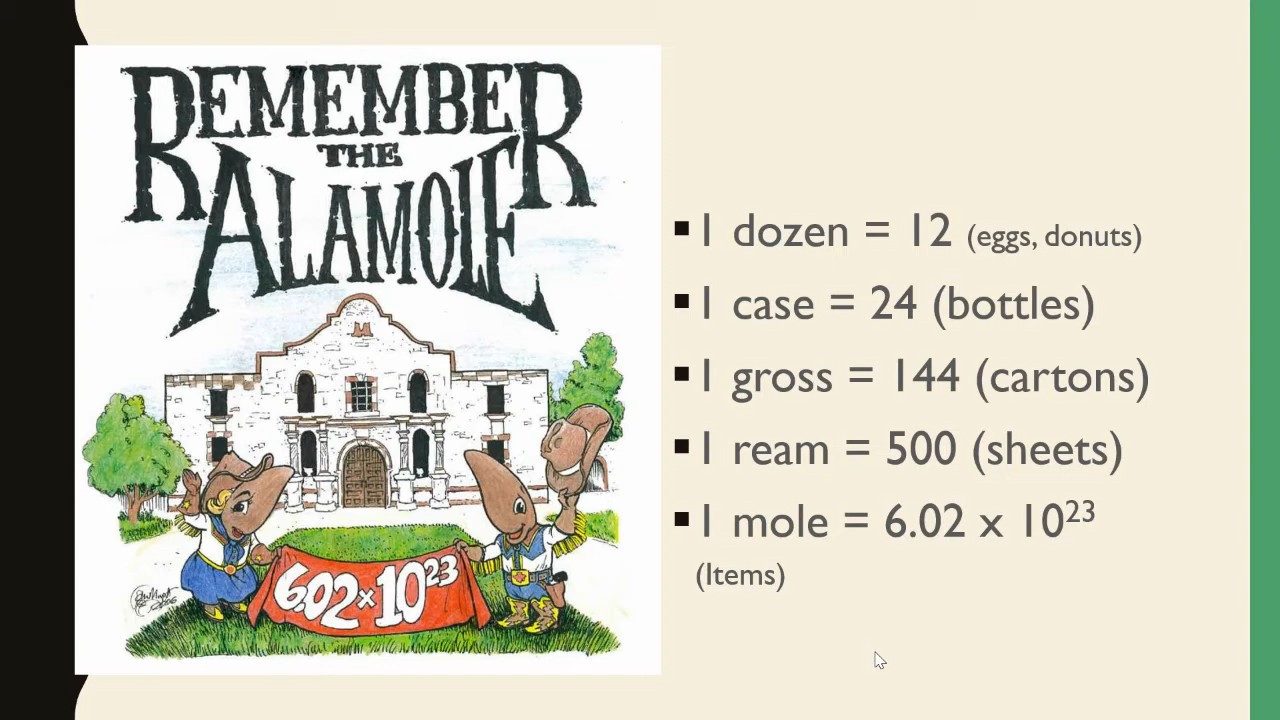 REMEMBER
THE
ALAMOLE
M
6.02 x 10²³
2006
▪1 dozen = 12 (eggs, donuts)
▪1 case = 24 (bottles)
▪1 gross = 144 (cartons)
▪1 ream = 500 (sheets)
▪1 mole = 6.02 x 10²³
(Items)